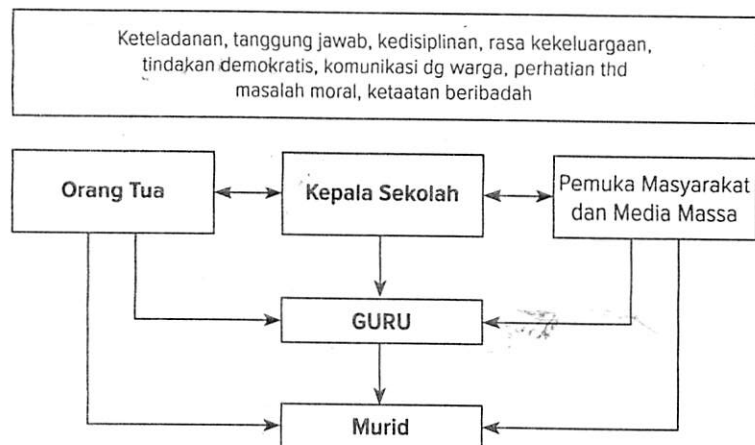 Keteladanan, tanggung jawab, kedisiplinan, rasa kekeluargaan,
tindakan demokratis, komunikasi dg warga, perhatian thd
masalah moral, ketaatan beribadah
Orang Tua
Kepala Sekolah
Pemuka Masyarakat
dan Media Massa
GURU
Murid